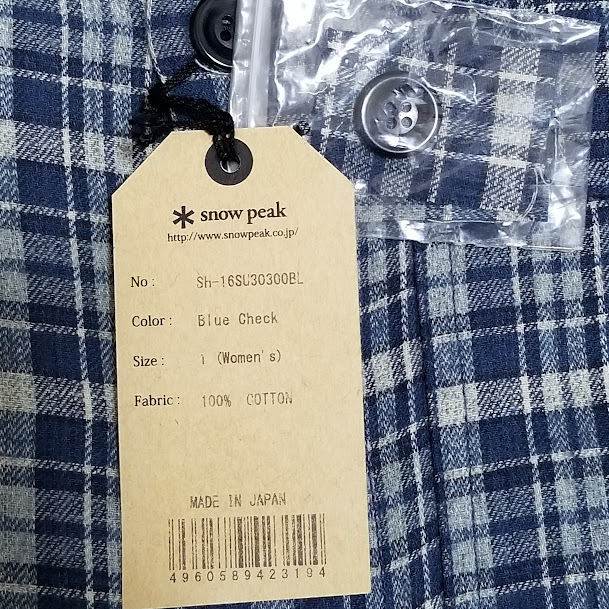 snow peak
http://www.snowpeak.co.jp/
No : Sh-16SU30300BL
Color : Blue Check
Size : 1 (Women's)
Fabric : 100% COTTON
MADE IN JAPAN
4960589423194